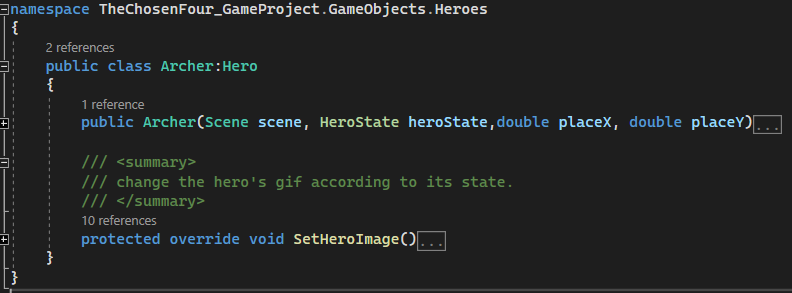 namespace TheChosenFour_GameProject.GameObjects.Heroes
{
2 references
public class Archer:Hero
{
1 reference
public Archer(Scene scene, HeroState heroState,double placeX, double placeY)...
/// <summary>
/// change the hero's gif according to its state.
/// </summary>
10 references
protected override void SetHeroImage()...
}
}